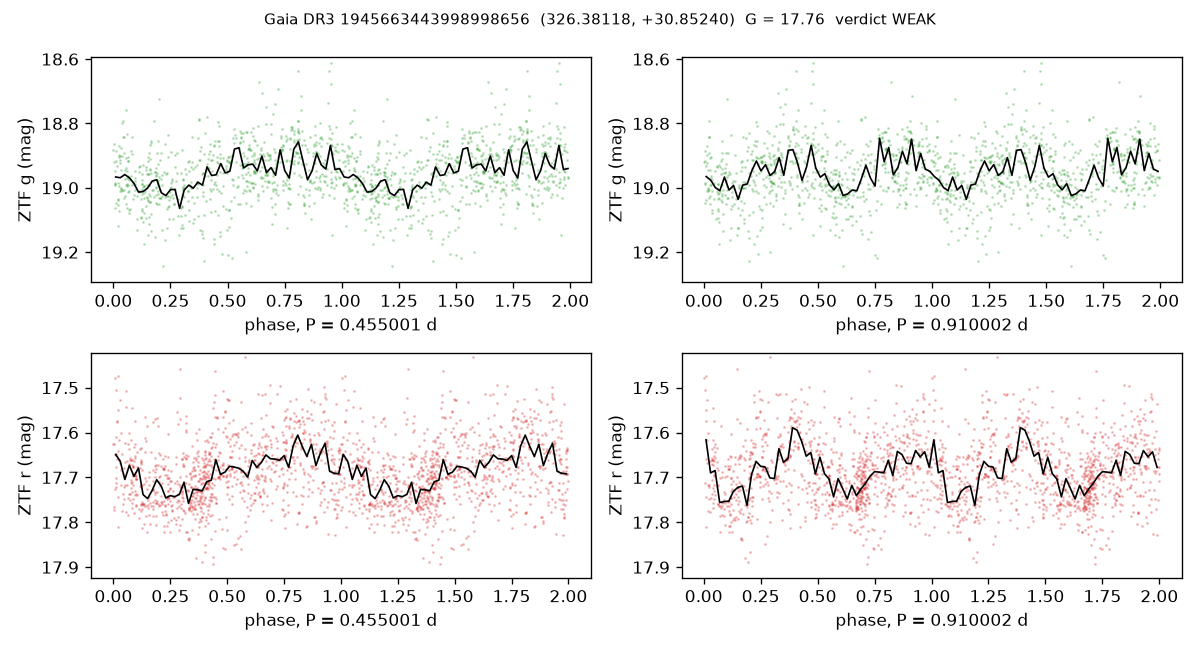 Gaia DR3 1945663443998998656  (326.38118, +30.85240)  G = 17.76  verdict WEAK
18.6
18.8
19.0
19.2
ZTF g (mag)
0.00 0.25 0.50 0.75 1.00 1.25 1.50 1.75 2.00
phase, P = 0.455001 d
18.6
18.8
19.0
19.2
ZTF g (mag)
0.00 0.25 0.50 0.75 1.00 1.25 1.50 1.75 2.00
phase, P = 0.910002 d
17.5
17.6
17.7
17.8
17.9
ZTF r (mag)
0.00 0.25 0.50 0.75 1.00 1.25 1.50 1.75 2.00
phase, P = 0.455001 d
17.5
17.6
17.7
17.8
17.9
ZTF r (mag)
0.00 0.25 0.50 0.75 1.00 1.25 1.50 1.75 2.00
phase, P = 0.910002 d